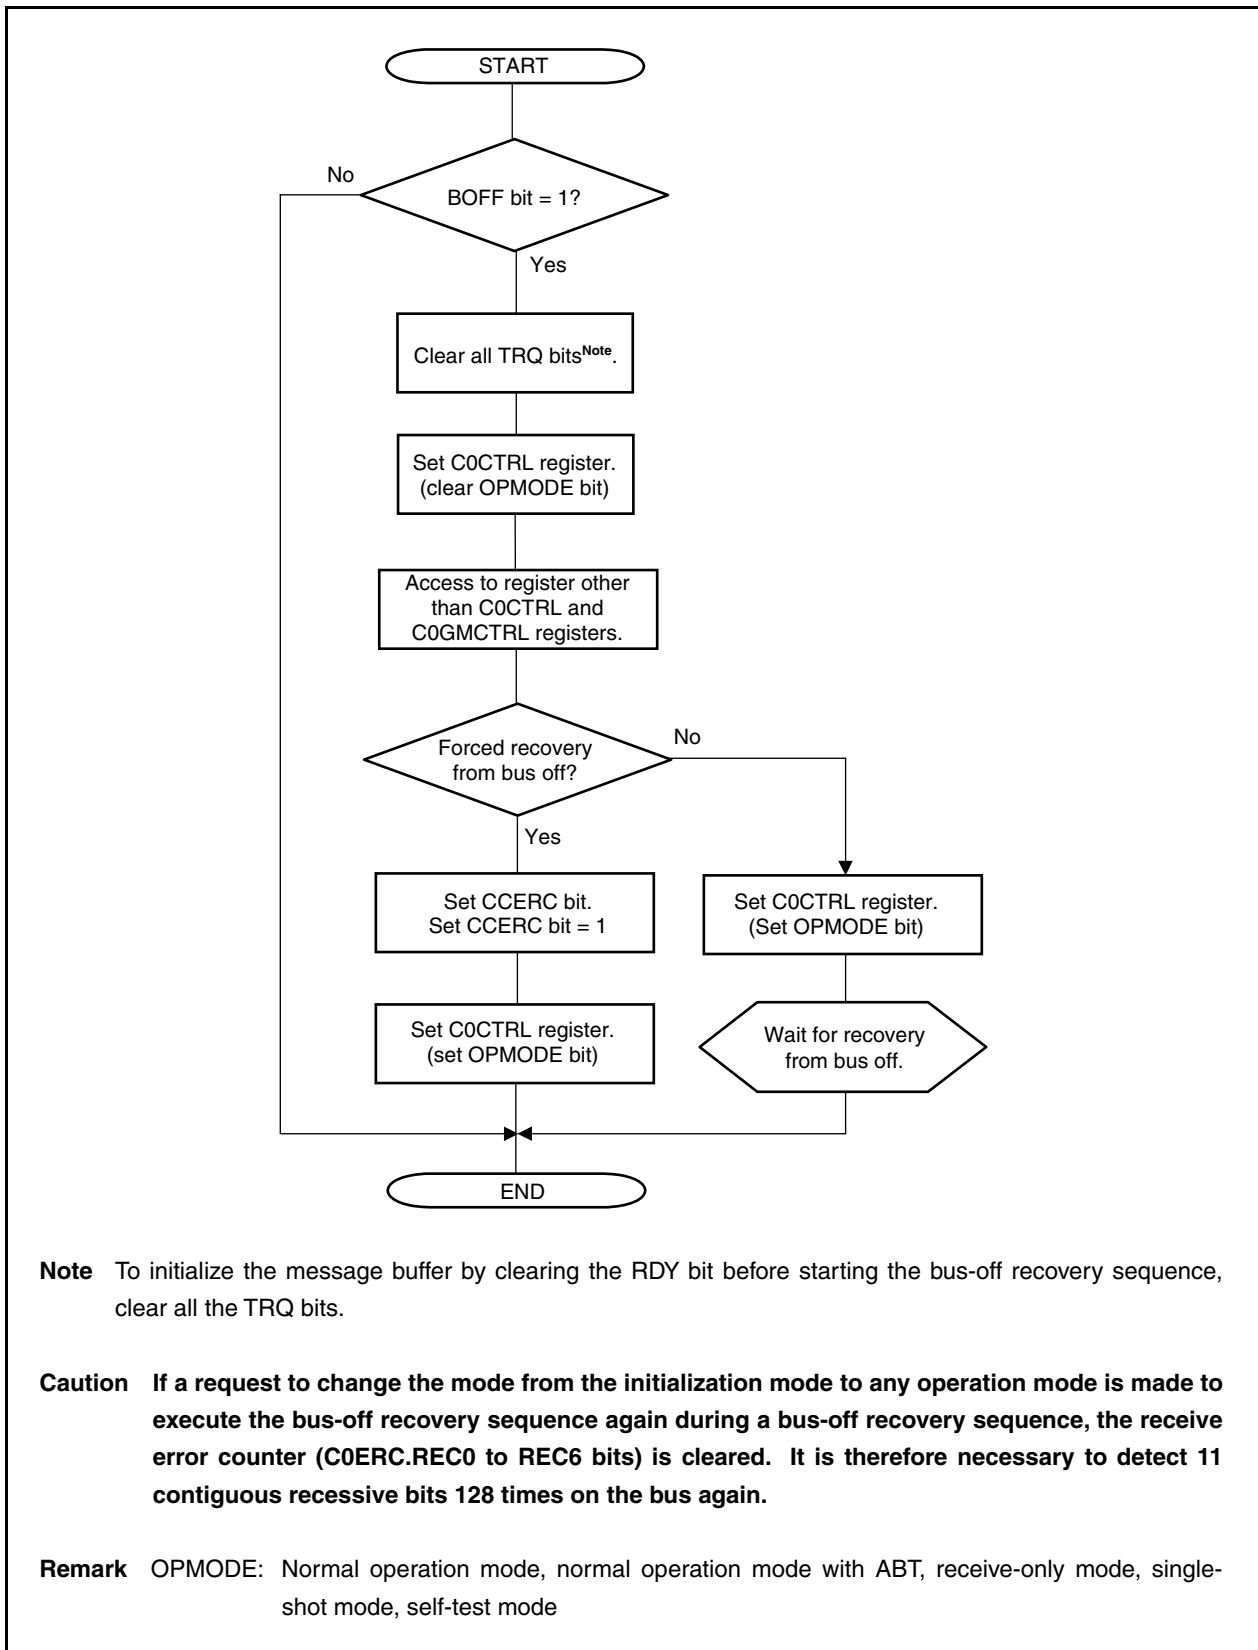 START
No
BOFF bit = 1?
Yes
Clear all TRQ bitsNote.
Set C0CTRL register.
(clear OPMODE bit)
Access to register other
than C0CTRL and
C0GMCTRL registers.
Forced recovery
from bus off?
No
Yes
Set CCERC bit.
Set CCERC bit = 1
Set C0CTRL register.
(Set OPMODE bit)
Set C0CTRL register.
(set OPMODE bit)
Wait for recovery
from bus off.
END
Note To initialize the message buffer by clearing the RDY bit before starting the bus-off recovery sequence,
clear all the TRQ bits.
Caution If a request to change the mode from the initialization mode to any operation mode is made to
execute the bus-off recovery sequence again during a bus-off recovery sequence, the receive
error counter (C0ERC.REC0 to REC6 bits) is cleared. It is therefore necessary to detect 11
contiguous recessive bits 128 times on the bus again.
Remark OPMODE: Normal operation mode, normal operation mode with ABT, receive-only mode, single-
shot mode, self-test mode